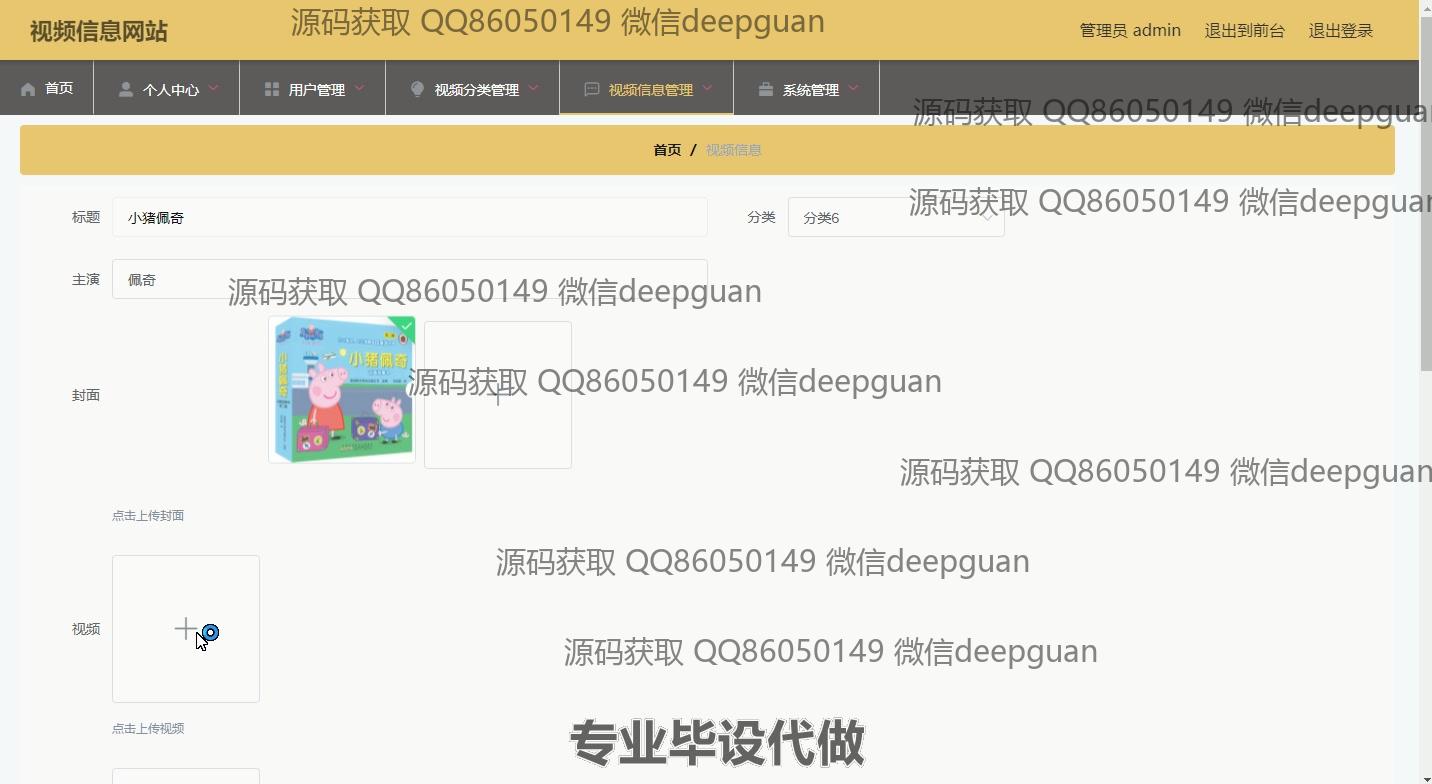 视频信息网站
源码获取 QQ86050149 微信deepguan
管理员 admin 退出到前台 退出登录
首页 个人中心 用户管理 视频分类管理 视频信息管理 系统管理
源码获取 QQ86050149 微信deepguan
首页 / 视频信息
源码获取 QQ86050149 微信deepguan
标题 小猪佩奇 分类 分类6
主演 佩奇
源码获取 QQ86050149 微信deepguan
封面
小猪佩奇
小猪佩奇
源码获取 QQ86050149 微信deepguan
源码获取 QQ86050149 微信deepguan
点击上传封面
源码获取 QQ86050149 微信deepguan
视频
源码获取 QQ86050149 微信deepguan
点击上传视频
专业毕设代做